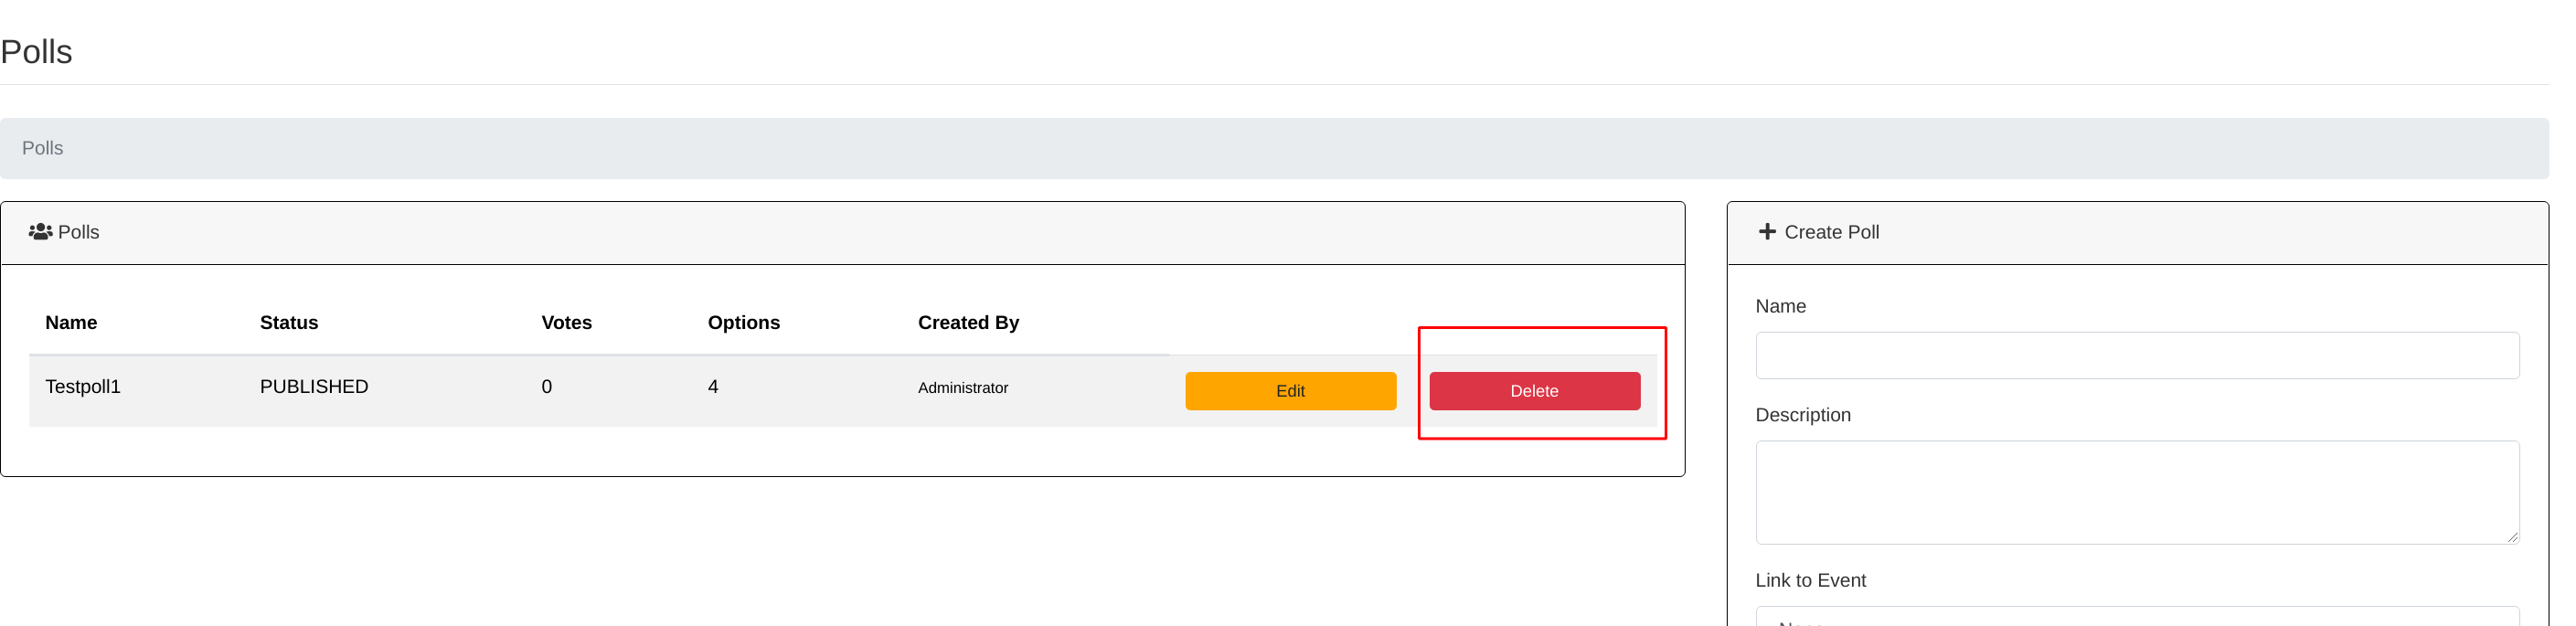 Polls
Polls
Polls
Name Status Votes Options Created By
Testpoll1 PUBLISHED 0 4 Administrator Edit Delete
Create Poll
Name
Description
Link to Event